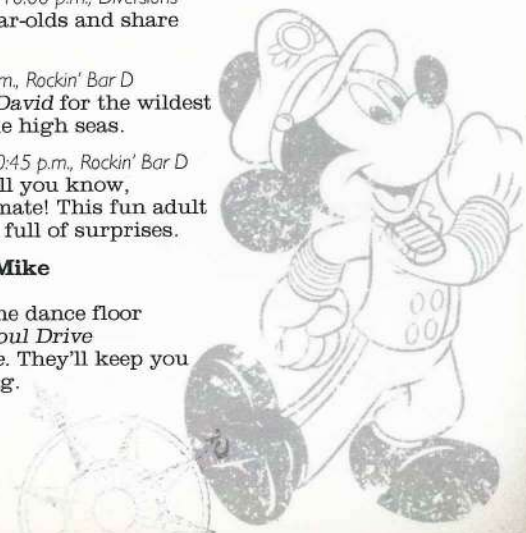 10:00 p.m., Diversions
ar-olds and share
m., Rockin' Bar D
David for the wildest
e high seas.
0:45 p.m., Rockin' Bar D
ll you know,
mate! This fun adult
full of surprises.
Mike
he dance floor
oul Drive
e. They'll keep you
g.